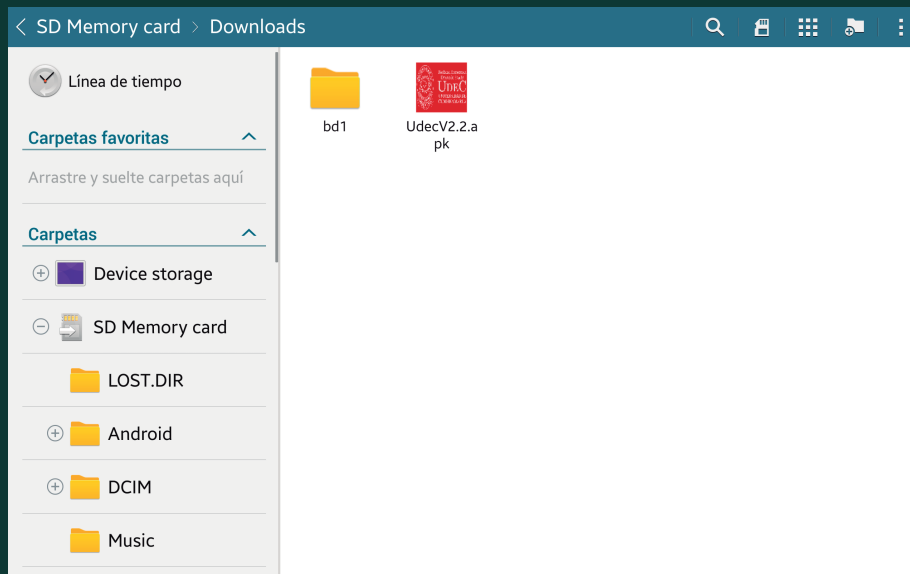 SD Memory card > Downloads
Línea de tiempo
Carpetas favoritas
Arrastre y suelte carpetas aquí
Carpetas
Device storage
SD Memory card
LOST.DIR
Android
DCIM
Music
bd1
UDEC
UdecV2.2.a
pk